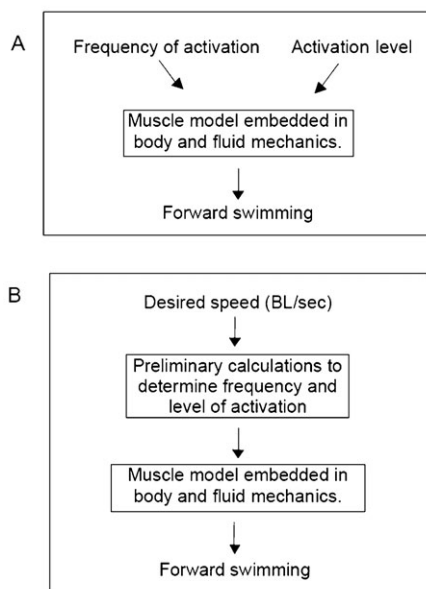 A
Frequency of activation Activation level
Muscle model embedded in
body and fluid mechanics.
Forward swimming
B
Desired speed (BL/sec)
Preliminary calculations to
determine frequency and
level of activation
Muscle model embedded in
body and fluid mechanics.
Forward swimming